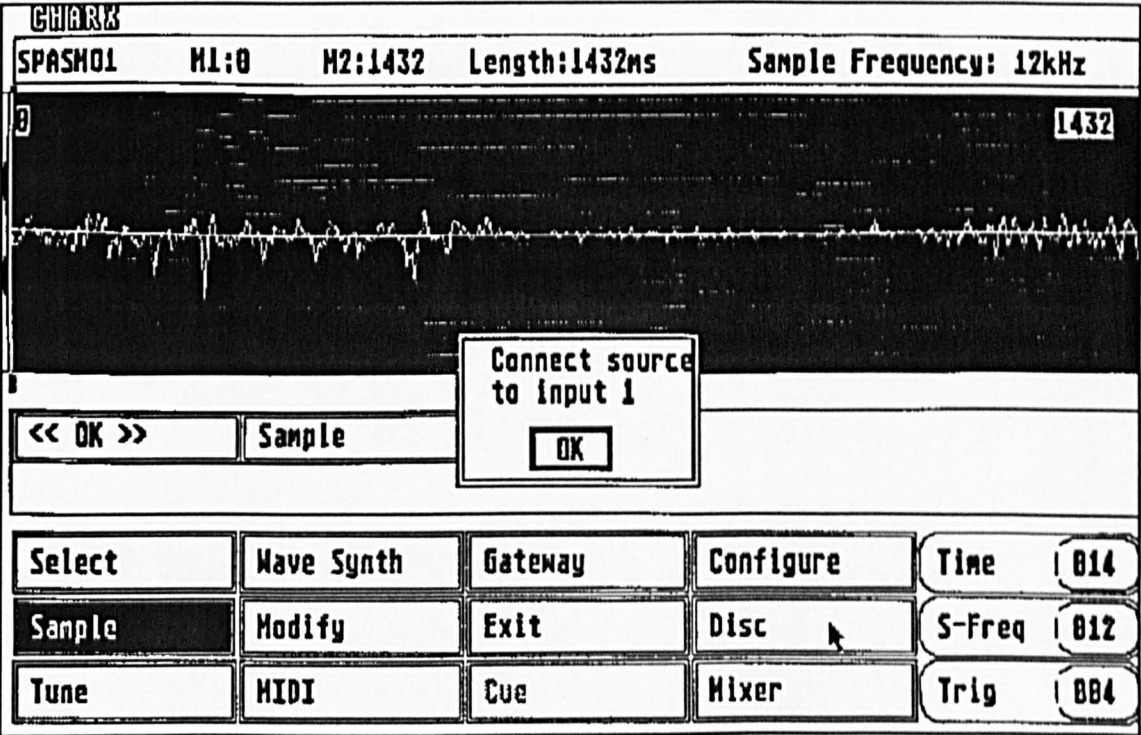 CHARX
SPASMO1 M1:0 M2:1432 Length:1432ms Sample Frequency: 12kHz
0 1432
Connect source
to input 1
OK
<< OK >> Sample
Select Wave Synth Gateway Configure Time 014
Sample Modify Exit Disc S-Freq 012
Tune MIDI Cue Mixer Trig 004